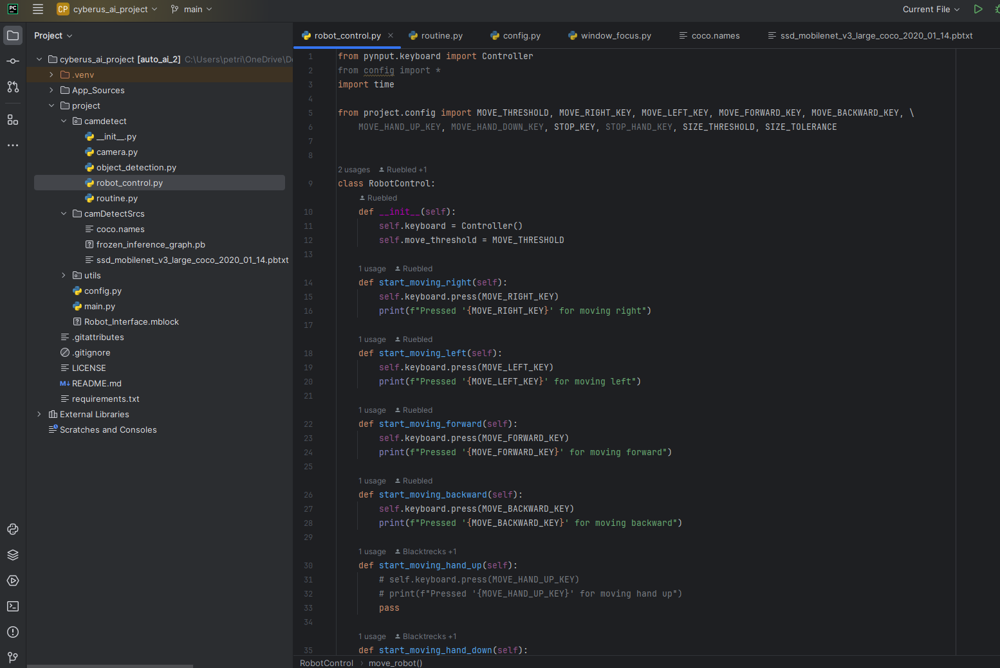 PC
CP cyberus_ai_project main Current File
Project
cyberus_ai_project [auto_ai_2] C:\Users\petri\OneDrive\D
.venv
App_Sources
project
camdetect
__init__.py
camera.py
object_detection.py
robot_control.py
routine.py
camDetectSrcs
coco.names
frozen_inference_graph.pb
ssd_mobilenet_v3_large_coco_2020_01_14.pbtxt
utils
config.py
main.py
Robot_Interface.mblock
.gitattributes
.gitignore
LICENSE
M↓ README.md
requirements.txt
External Libraries
Scratches and Consoles
robot_control.py routine.py config.py window_focus.py coco.names ssd_mobilenet_v3_large_coco_2020_01_14.pbtxt
1 from pynput.keyboard import Controller
2 from config import *
3 import time
4
5 from project.config import MOVE_THRESHOLD, MOVE_RIGHT_KEY, MOVE_LEFT_KEY, MOVE_FORWARD_KEY, MOVE_BACKWARD_KEY, \
6 MOVE_HAND_UP_KEY, MOVE_HAND_DOWN_KEY, STOP_KEY, STOP_HAND_KEY, SIZE_THRESHOLD, SIZE_TOLERANCE
7
8
2 usages Ruebled +1
9 class RobotControl:
Ruebled
10 def __init__(self):
11 self.keyboard = Controller()
12 self.move_threshold = MOVE_THRESHOLD
13
1 usage Ruebled
14 def start_moving_right(self):
15 self.keyboard.press(MOVE_RIGHT_KEY)
16 print(f"Pressed '{MOVE_RIGHT_KEY}' for moving right")
17
1 usage Ruebled
18 def start_moving_left(self):
19 self.keyboard.press(MOVE_LEFT_KEY)
20 print(f"Pressed '{MOVE_LEFT_KEY}' for moving left")
21
1 usage Ruebled
22 def start_moving_forward(self):
23 self.keyboard.press(MOVE_FORWARD_KEY)
24 print(f"Pressed '{MOVE_FORWARD_KEY}' for moving forward")
25
1 usage Ruebled
26 def start_moving_backward(self):
27 self.keyboard.press(MOVE_BACKWARD_KEY)
28 print(f"Pressed '{MOVE_BACKWARD_KEY}' for moving backward")
29
1 usage Blacktrecks +1
30 def start_moving_hand_up(self):
31 # self.keyboard.press(MOVE_HAND_UP_KEY)
32 # print(f"Pressed '{MOVE_HAND_UP_KEY}' for moving hand up")
33 pass
34
1 usage Blacktrecks +1
35 def start_moving_hand_down(self):
RobotControl › move_robot()